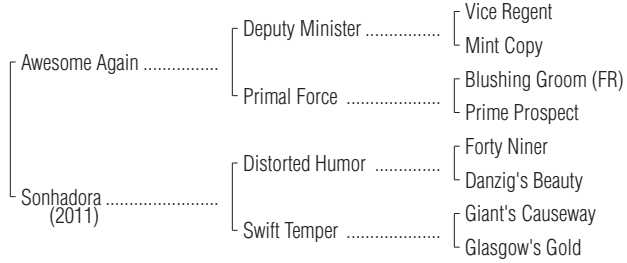 Vice Regent
Deputy Minister ..................
Mint Copy
Awesome Again ...............
Blushing Groom (FR)
Primal Force ...................
Prime Prospect
Forty Niner
Distorted Humor .............
Danzig's Beauty
Sonhadora .......................
(2011)
Giant's Causeway
Swift Temper ...................
Glasgow's Gold